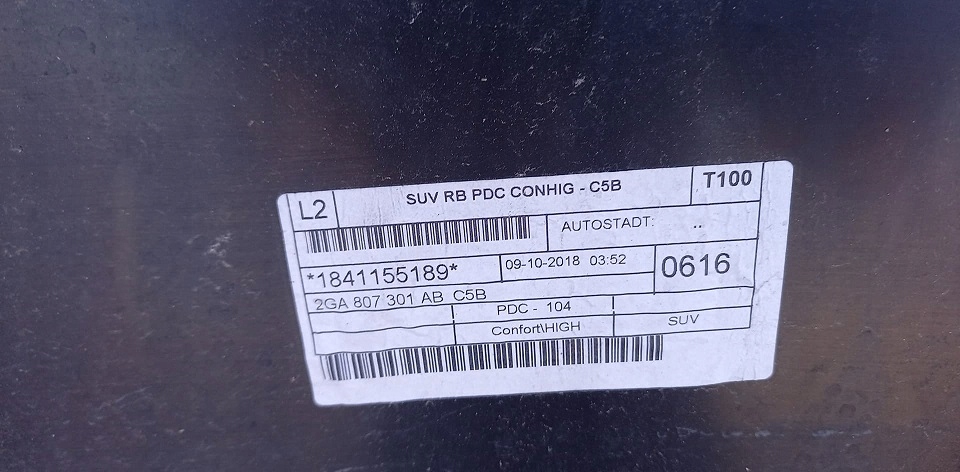 L2
SUV RB PDC CONHIG - C5B
T100
AUTOSTADT: ..
*1841155189*
09-10-2018 03:52
0616
2GA 807 301 AB C5B
PDC - 104
Confort\HIGH
SUV